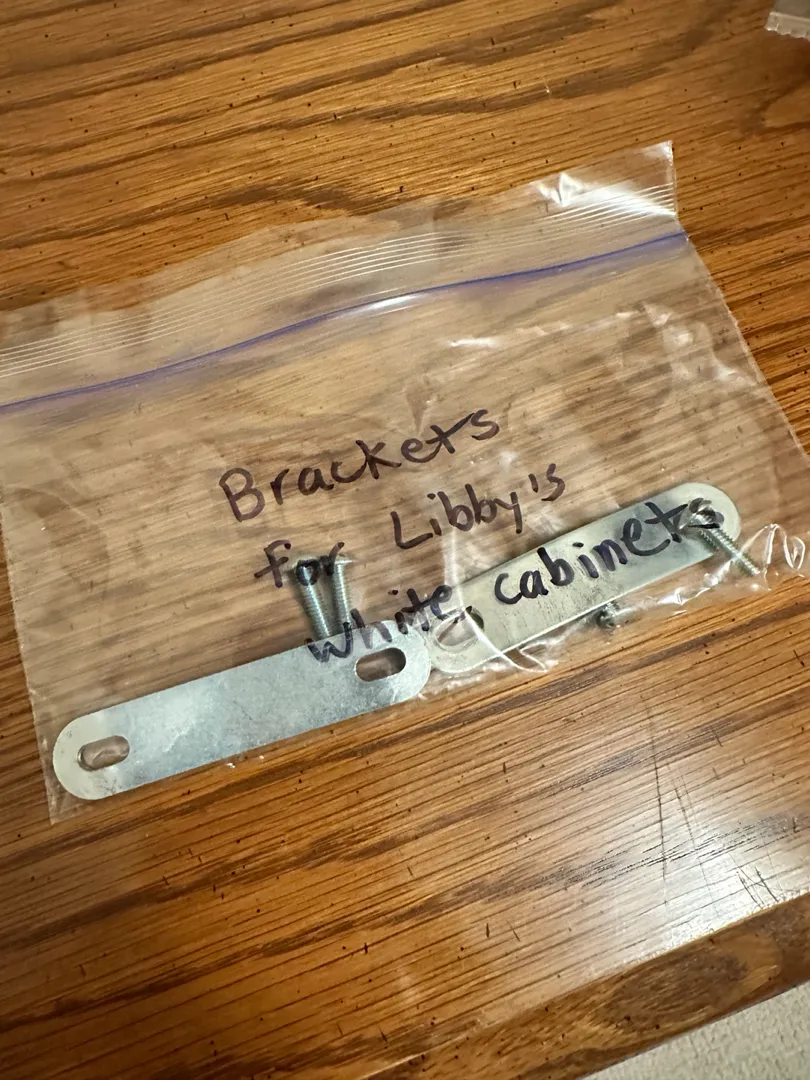 Brackets
for Libby's
white cabinets